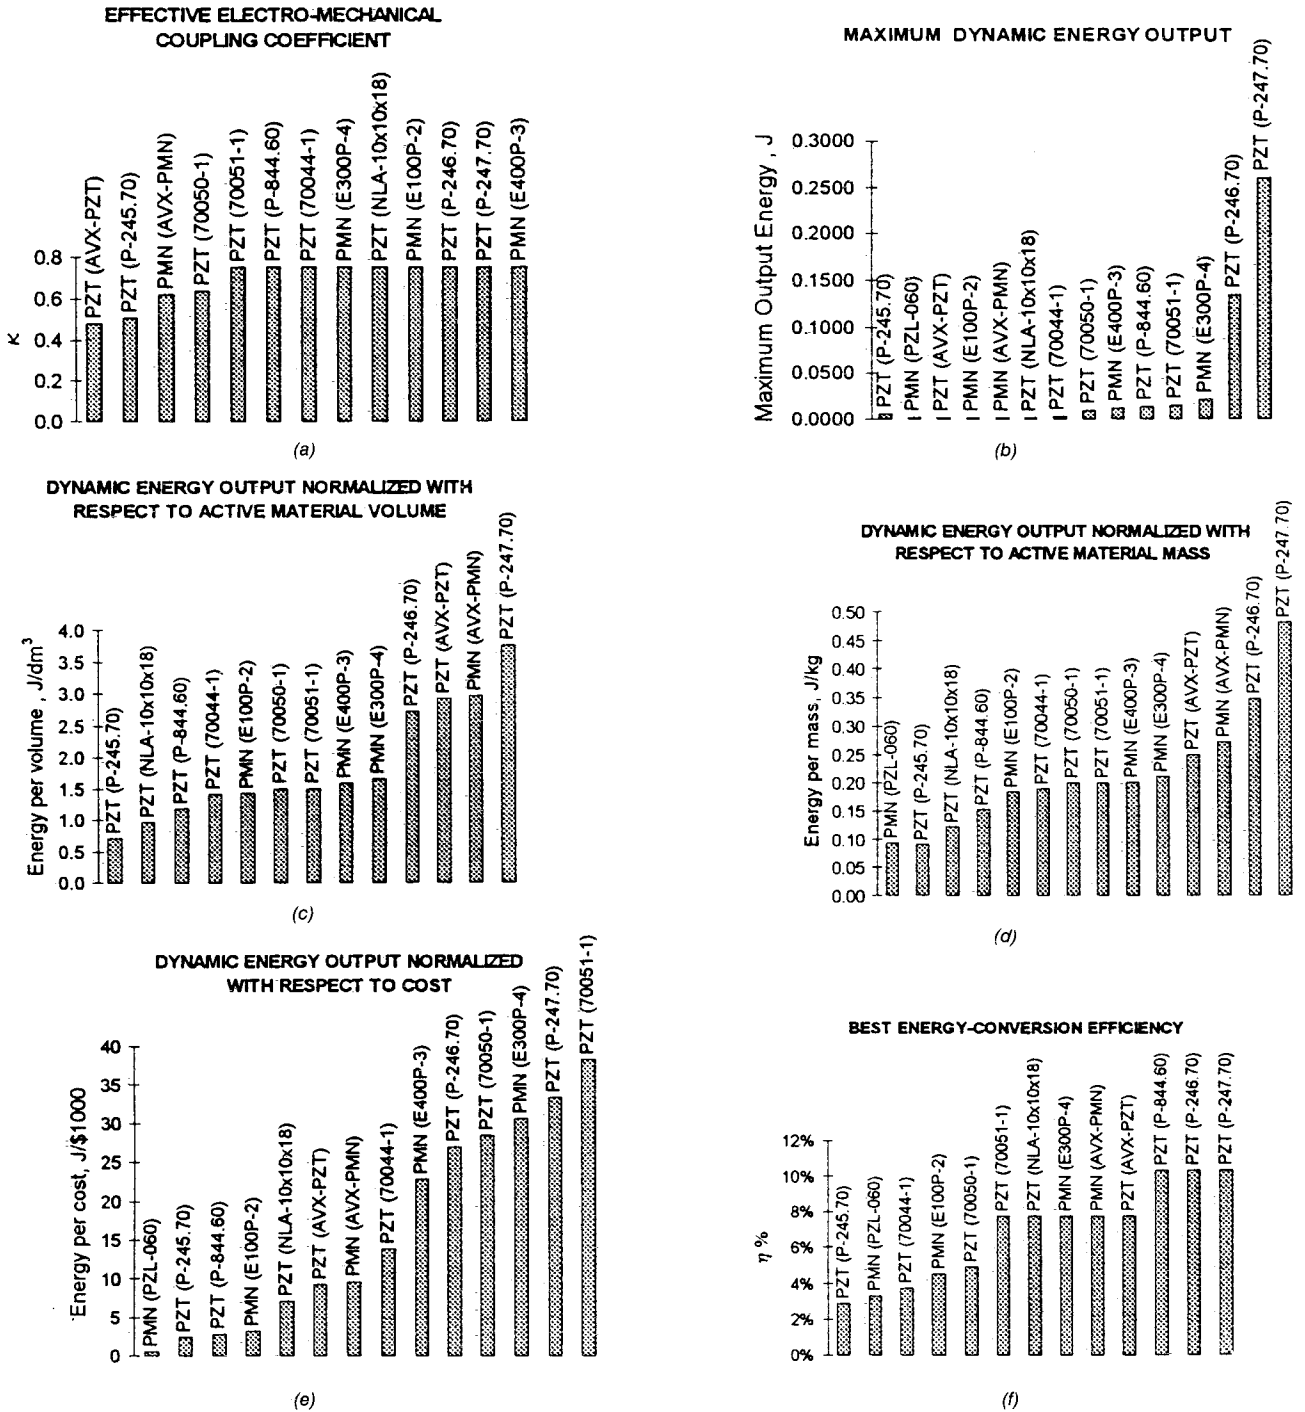 EFFECTIVE ELECTRO-MECHANICAL
COUPLING COEFFICIENT
κ
0.8
0.6
0.4
0.2
0.0
PZT (AVX-PZT)
PZT (P-245.70)
PMN (AVX-PMN)
PZT (70050-1)
PZT (70051-1)
PZT (P-844.60)
PZT (70044-1)
PMN (E300P-4)
PZT (NLA-10x10x18)
PMN (E100P-2)
PZT (P-246.70)
PZT (P-247.70)
PMN (E400P-3)
(a)
MAXIMUM DYNAMIC ENERGY OUTPUT
Maximum Output Energy , J
0.3000
0.2500
0.2000
0.1500
0.1000
0.0500
0.0000
PZT (P-245.70)
PMN (PZL-060)
PZT (AVX-PZT)
PMN (E100P-2)
PMN (AVX-PMN)
PZT (NLA-10x10x18)
PZT (70044-1)
PZT (70050-1)
PMN (E400P-3)
PZT (P-844.60)
PZT (70051-1)
PMN (E300P-4)
PZT (P-246.70)
PZT (P-247.70)
(b)
DYNAMIC ENERGY OUTPUT NORMALIZED WITH
RESPECT TO ACTIVE MATERIAL VOLUME
Energy per volume , J/dm³
4.0
3.5
3.0
2.5
2.0
1.5
1.0
0.5
0.0
PZT (P-245.70)
PZT (NLA-10x10x18)
PZT (P-844.60)
PZT (70044-1)
PMN (E100P-2)
PZT (70050-1)
PZT (70051-1)
PMN (E400P-3)
PMN (E300P-4)
PZT (P-246.70)
PZT (AVX-PZT)
PMN (AVX-PMN)
PZT (P-247.70)
(c)
DYNAMIC ENERGY OUTPUT NORMALIZED WITH
RESPECT TO ACTIVE MATERIAL MASS
Energy per mass, J/kg
0.50
0.45
0.40
0.35
0.30
0.25
0.20
0.15
0.10
0.05
0.00
PMN (PZL-060)
PZT (P-245.70)
PZT (NLA-10x10x18)
PZT (P-844.60)
PMN (E100P-2)
PZT (70044-1)
PZT (70050-1)
PZT (70051-1)
PMN (E400P-3)
PMN (E300P-4)
PZT (AVX-PZT)
PMN (AVX-PMN)
PZT (P-246.70)
PZT (P-247.70)
(d)
DYNAMIC ENERGY OUTPUT NORMALIZED
WITH RESPECT TO COST
Energy per cost, J/$1000
40
35
30
25
20
15
10
5
0
PMN (PZL-060)
PZT (P-245.70)
PZT (P-844.60)
PMN (E100P-2)
PZT (NLA-10x10x18)
PZT (AVX-PZT)
PMN (AVX-PMN)
PZT (70044-1)
PMN (E400P-3)
PZT (P-246.70)
PZT (70050-1)
PMN (E300P-4)
PZT (P-247.70)
PZT (70051-1)
(e)
BEST ENERGY-CONVERSION EFFICIENCY
η %
12%
10%
8%
6%
4%
2%
0%
PZT (P-245.70)
PMN (PZL-060)
PZT (70044-1)
PMN (E100P-2)
PZT (70050-1)
PZT (70051-1)
PZT (NLA-10x10x18)
PMN (E300P-4)
PMN (AVX-PMN)
PZT (AVX-PZT)
PZT (P-844.60)
PZT (P-246.70)
PZT (P-247.70)
(f)